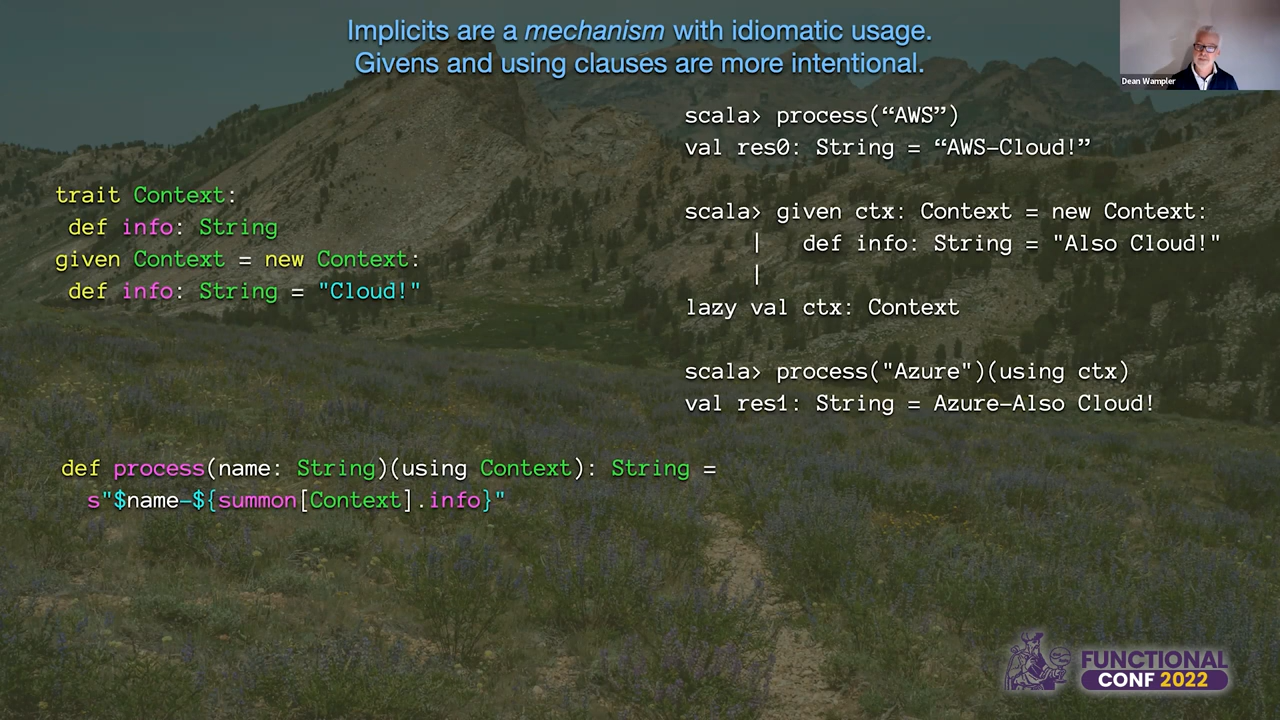 Implicits are a mechanism with idiomatic usage.
Givens and using clauses are more intentional.
Dean Wampler
trait Context:
 def info: String
given Context = new Context:
 def info: String = "Cloud!"
def process(name: String)(using Context): String =
  s"$name-${summon[Context].info}"
scala> process(“AWS”)
val res0: String = “AWS-Cloud!”
scala> given ctx: Context = new Context:
     |   def info: String = "Also Cloud!"
     |
lazy val ctx: Context
scala> process("Azure")(using ctx)
val res1: String = Azure-Also Cloud!
FUNCTIONAL
CONF 2022